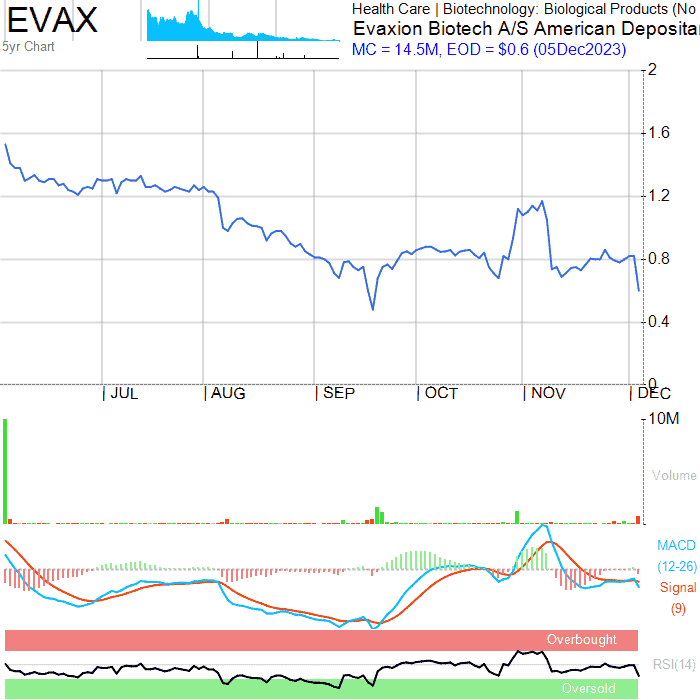 EVAX
5yr Chart
Health Care | Biotechnology: Biological Products (No
Evaxion Biotech A/S American Depositar
MC = 14.5M, EOD = $0.6 (05Dec2023)
2
1.6
1.2
0.8
0.4
0
JUL
AUG
SEP
OCT
NOV
DEC
10M
Volume
MACD
(12-26)
Signal
(9)
Overbought
RSI(14)
Oversold